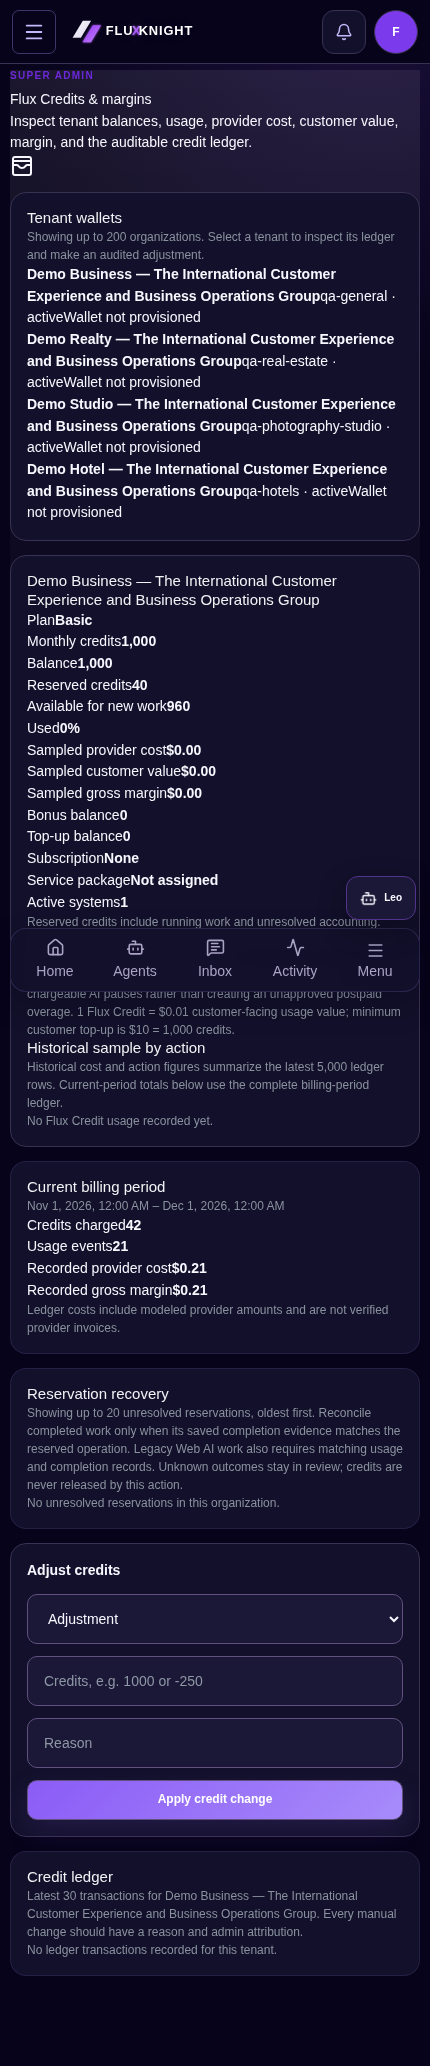 FLUXKNIGHT
F
SUPER ADMIN
Flux Credits & margins
Inspect tenant balances, usage, provider cost, customer value,
margin, and the auditable credit ledger.
Tenant wallets
Showing up to 200 organizations. Select a tenant to inspect its ledger
and make an audited adjustment.
Demo Business — The International Customer
Experience and Business Operations Groupqa-general ·
activeWallet not provisioned
Demo Realty — The International Customer Experience
and Business Operations Groupqa-real-estate ·
activeWallet not provisioned
Demo Studio — The International Customer Experience
and Business Operations Groupqa-photography-studio ·
activeWallet not provisioned
Demo Hotel — The International Customer Experience
and Business Operations Groupqa-hotels · activeWallet
not provisioned
Demo Business — The International Customer
Experience and Business Operations Group
PlanBasic
Monthly credits1,000
Balance1,000
Reserved credits40
Available for new work960
Used0%
Sampled provider cost$0.00
Sampled customer value$0.00
Sampled gross margin$0.00
Bonus balance0
Top-up balance0
SubscriptionNone
Service packageNot assigned
Active systems1
Leo
Reserved credits include running work and unresolved accounting.
Home
Agents
Inbox
Activity
Menu
chargeable AI pauses rather than creating an unapproved postpaid
overage. 1 Flux Credit = $0.01 customer-facing usage value; minimum
customer top-up is $10 = 1,000 credits.
Historical sample by action
Historical cost and action figures summarize the latest 5,000 ledger
rows. Current-period totals below use the complete billing-period
ledger.
No Flux Credit usage recorded yet.
Current billing period
Nov 1, 2026, 12:00 AM – Dec 1, 2026, 12:00 AM
Credits charged42
Usage events21
Recorded provider cost$0.21
Recorded gross margin$0.21
Ledger costs include modeled provider amounts and are not verified
provider invoices.
Reservation recovery
Showing up to 20 unresolved reservations, oldest first. Reconcile
completed work only when its saved completion evidence matches the
reserved operation. Legacy Web AI work also requires matching usage
and completion records. Unknown outcomes stay in review; credits are
never released by this action.
No unresolved reservations in this organization.
Adjust credits
Adjustment
Credits, e.g. 1000 or -250
Reason
Apply credit change
Credit ledger
Latest 30 transactions for Demo Business — The International
Customer Experience and Business Operations Group. Every manual
change should have a reason and admin attribution.
No ledger transactions recorded for this tenant.